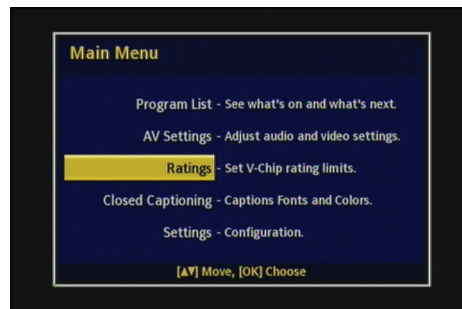 Main Menu
Program List - See what's on and what's next.
AV Settings - Adjust audio and video settings.
Ratings - Set V-Chip rating limits.
Closed Captioning - Captions Fonts and Colors.
Settings - Configuration.
[▲▼] Move, [OK] Choose